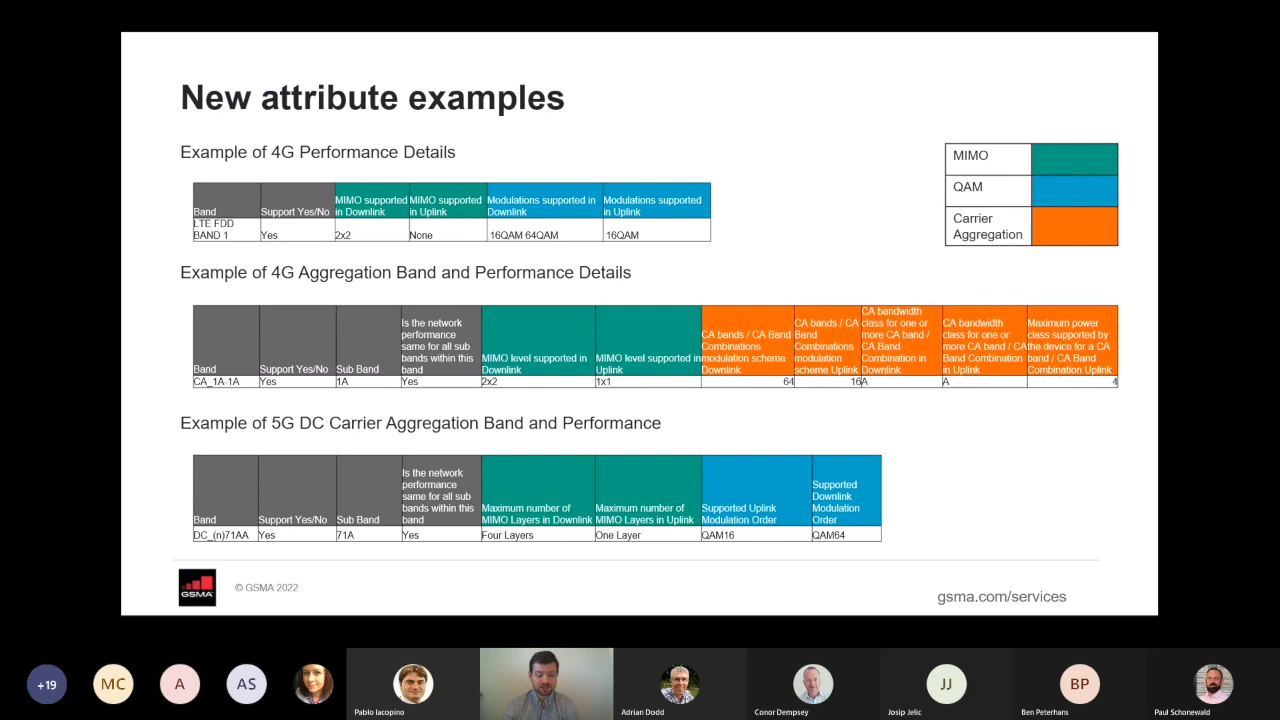 New attribute examples
Example of 4G Performance Details
MIMO
QAM
Carrier
Aggregation
Band
Support Yes/No
MIMO supported
in Downlink
MIMO supported
in Uplink
Modulations supported in
Downlink
Modulations supported
in Uplink
LTE FDD
BAND 1
Yes
2x2
None
16QAM 64QAM
16QAM
Example of 4G Aggregation Band and Performance Details
Band
Support Yes/No
Sub Band
Is the network
performance
same for all sub
bands within this
band
MIMO level supported in
Downlink
MIMO level supported in
Uplink
CA bands / CA Band
Combinations
modulation scheme
Downlink
CA bands / CA
Band
Combinations
modulation
scheme Uplink
CA bandwidth
class for one or
more CA band /
CA Band
Combination in
Downlink
CA bandwidth
class for one or
more CA band / CA
Band Combination
in Uplink
Maximum power
class supported by
the device for a CA
band / CA Band
Combination Uplink
CA_1A-1A
Yes
1A
Yes
2x2
1x1
64
16
A
A
4
Example of 5G DC Carrier Aggregation Band and Performance
Band
Support Yes/No
Sub Band
Is the network
performance
same for all sub
bands within this
band
Maximum number of
MIMO Layers in Downlink
Maximum number of
MIMO Layers in Uplink
Supported Uplink
Modulation Order
Supported
Downlink
Modulation
Order
DC_(n)71AA
Yes
71A
Yes
Four Layers
One Layer
QAM16
QAM64
GSMA
© GSMA 2022
gsma.com/services
+19
MC
A
AS
Pablo Iacopino
Adrian Dodd
Conor Dempsey
JJ
Josip Jelic
BP
Ben Peterhans
Paul Schonewald